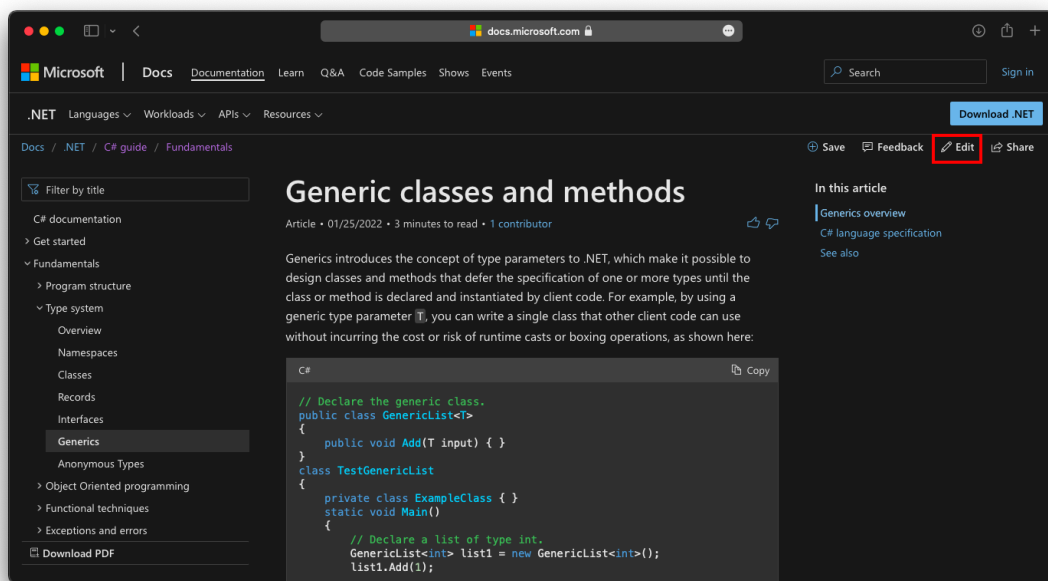 docs.microsoft.com
Microsoft Docs Documentation Learn Q&A Code Samples Shows Events
Search
Sign in
.NET Languages Workloads APIs Resources
Download .NET
Docs / .NET / C# guide / Fundamentals
Save Feedback Edit Share
Filter by title
C# documentation
Get started
Fundamentals
Program structure
Type system
Overview
Namespaces
Classes
Records
Interfaces
Generics
Anonymous Types
Object Oriented programming
Functional techniques
Exceptions and errors
Download PDF
Generic classes and methods
Article • 01/25/2022 • 3 minutes to read • 1 contributor
Generics introduces the concept of type parameters to .NET, which make it possible to
design classes and methods that defer the specification of one or more types until the
class or method is declared and instantiated by client code. For example, by using a
generic type parameter T, you can write a single class that other client code can use
without incurring the cost or risk of runtime casts or boxing operations, as shown here:
C#
Copy
// Declare the generic class.
public class GenericList<T>
{
    public void Add(T input) { }
}
class TestGenericList
{
    private class ExampleClass { }
    static void Main()
    {
        // Declare a list of type int.
        GenericList<int> list1 = new GenericList<int>();
        list1.Add(1);
In this article
Generics overview
C# language specification
See also